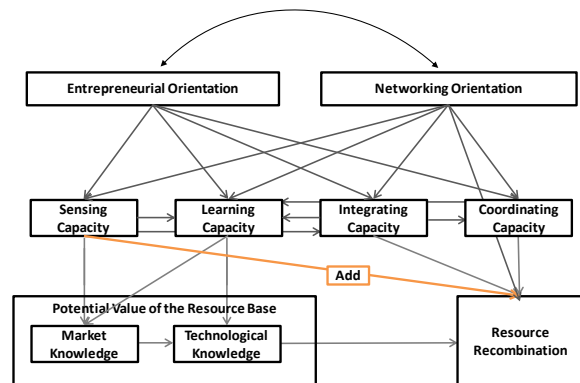 Entrepreneurial Orientation
Networking Orientation
Sensing
Capacity
Learning
Capacity
Integrating
Capacity
Coordinating
Capacity
Add
Potential Value of the Resource Base
Market
Knowledge
Technological
Knowledge
Resource
Recombination